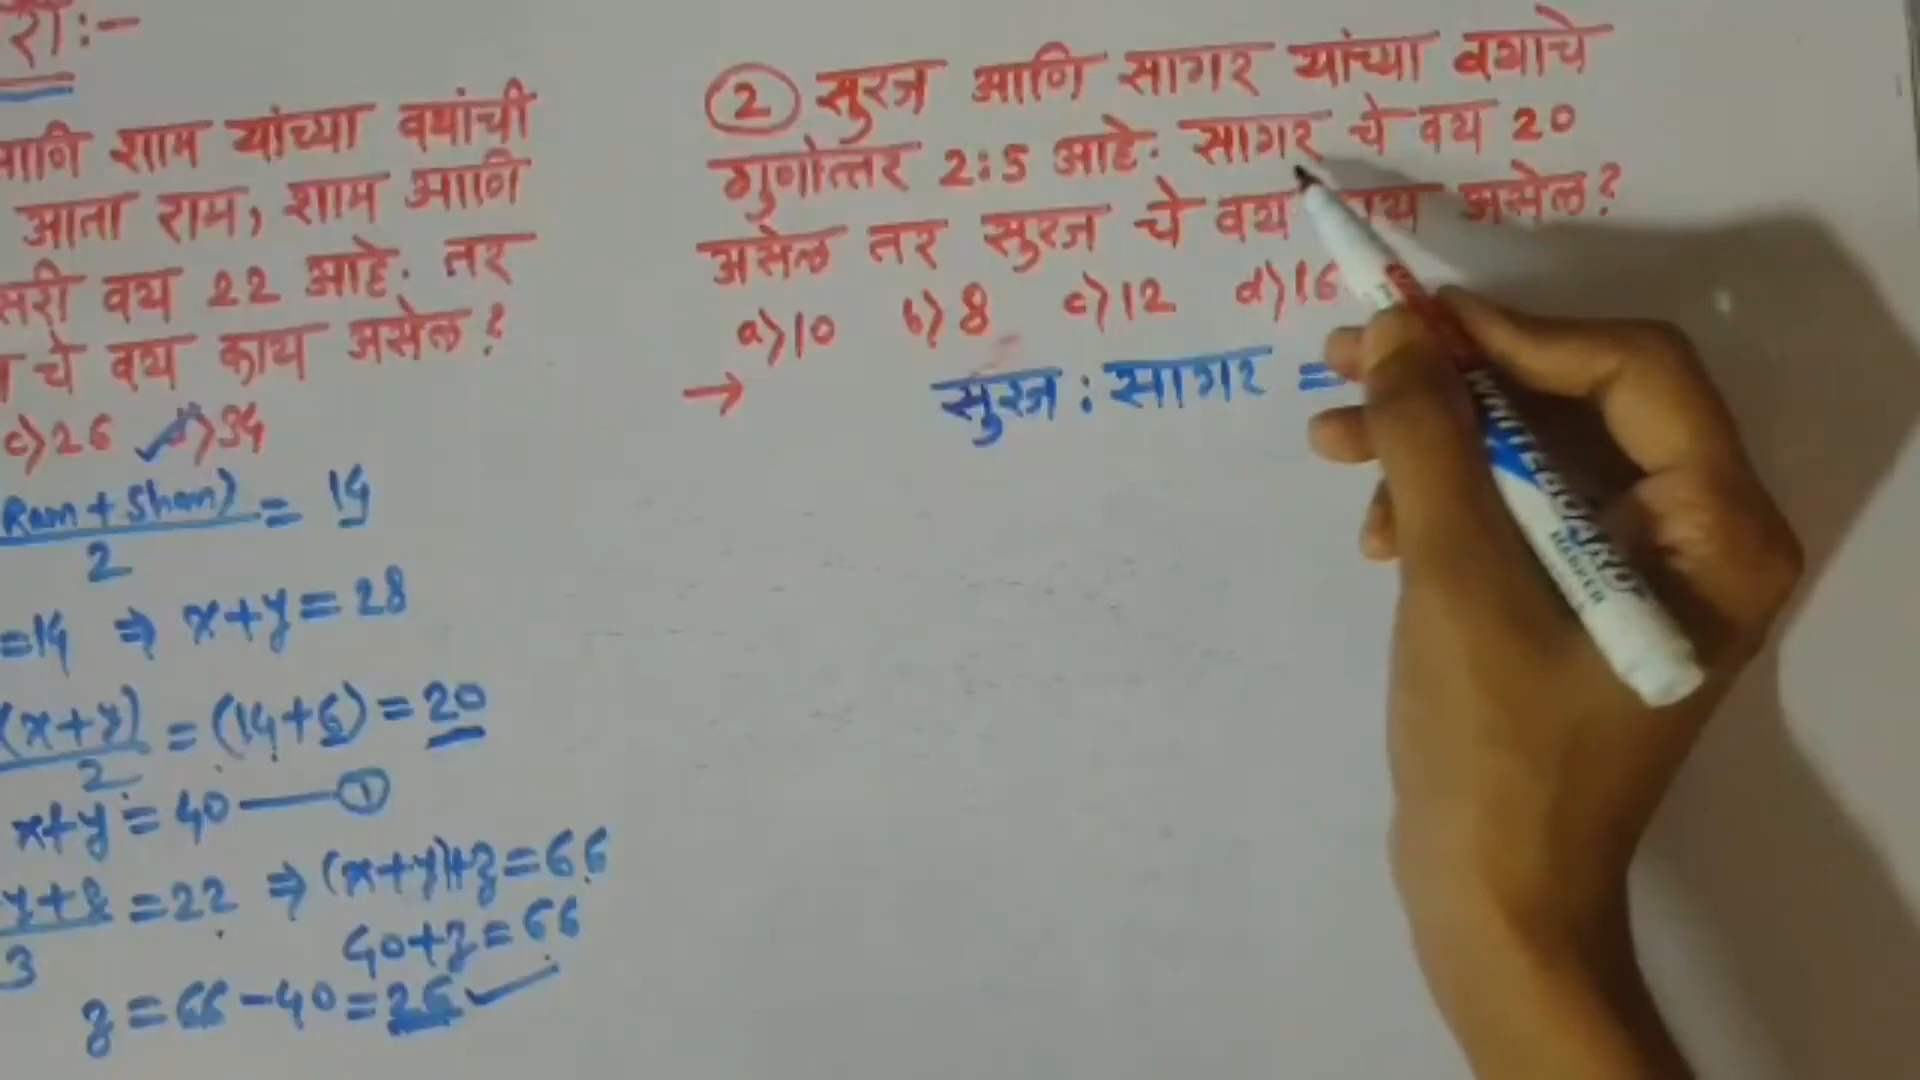 री:-
आणि शाम यांच्या वयांची
आता राम, शाम आणि
सरी वय 22 आहे. तर
चे वय काय असेल?
c) 26 d) 34
Ram + Sham) = 14
2
=14 ⇒ x+y=28
(x+y) = (14+6) = 20
2
x+y = 40 — ①
y+z = 22 ⇒ (x+y)+z=66
3
40+z=66
z = 66-40 = 26 ✓
② सुरज आणि सागर यांच्या वयाचे
गुणोत्तर 2:5 आहे. सागर चे वय 20
असेल तर सुरज चे वय काय असेल?
a) 10 b) 8 c) 12 d) 16
→ सुरज : सागर =
WHITEBOARD
MARKER